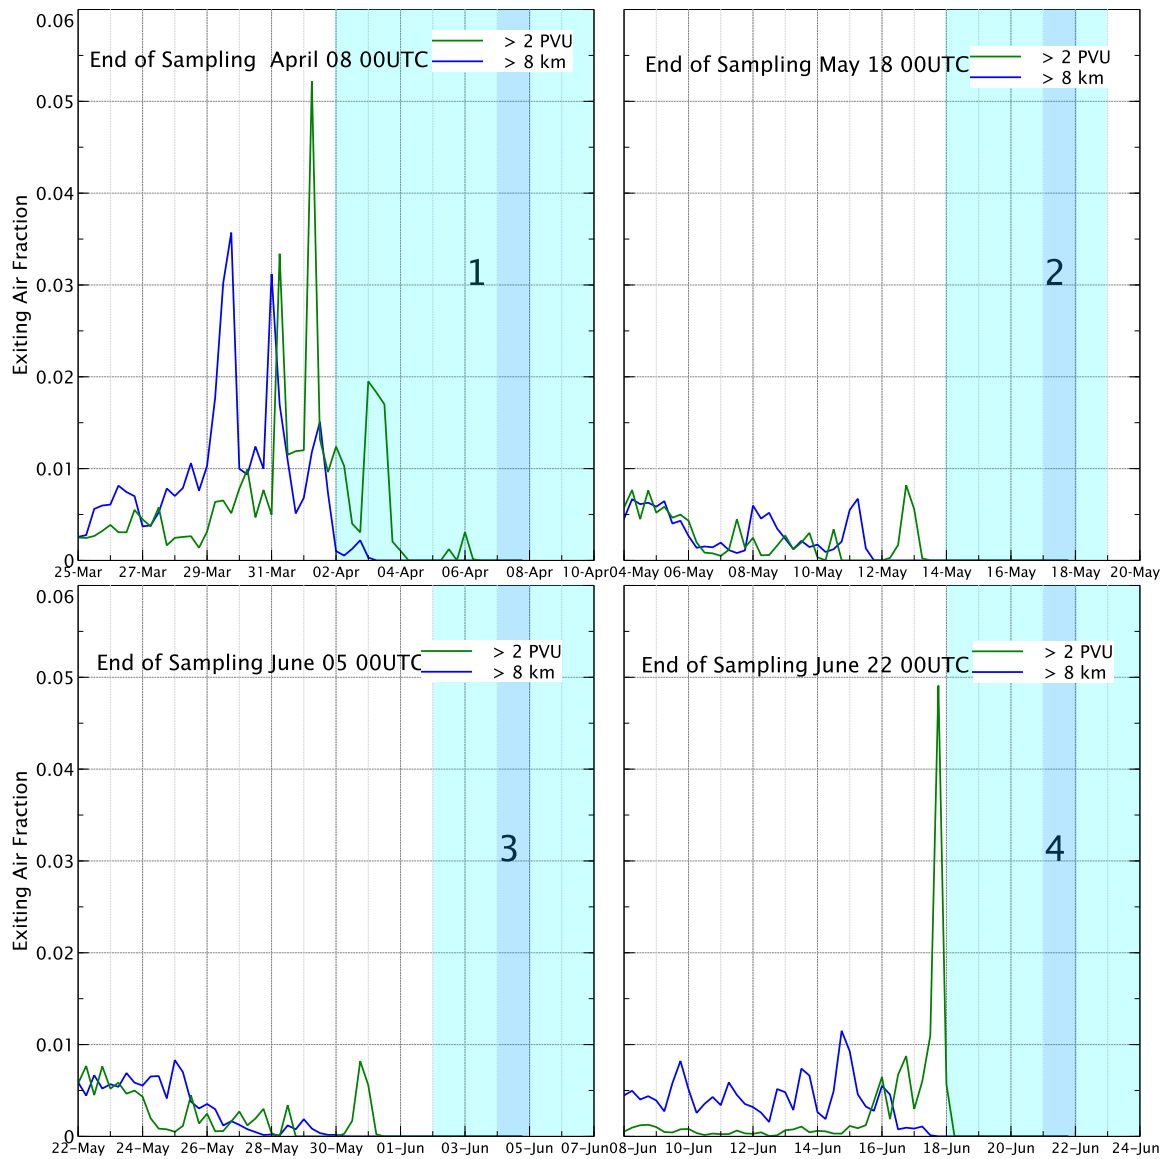 0.06
End of Sampling  April 08 00UTC
> 2 PVU
> 8 km
0.05
0.04
0.03
0.02
0.01
0
Exiting Air Fraction
1
25-Mar 27-Mar 29-Mar 31-Mar 02-Apr 04-Apr 06-Apr 08-Apr 10-Apr
End of Sampling May 18 00UTC
> 2 PVU
> 8 km
2
04-May 06-May 08-May 10-May 12-May 14-May 16-May 18-May 20-May
0.06
End of Sampling June 05 00UTC
> 2 PVU
> 8 km
0.05
0.04
0.03
0.02
0.01
0
Exiting Air Fraction
3
22-May 24-May 26-May 28-May 30-May 01-Jun 03-Jun 05-Jun 07-Jun
End of Sampling June 22 00UTC
> 2 PVU
> 8 km
4
08-Jun 10-Jun 12-Jun 14-Jun 16-Jun 18-Jun 20-Jun 22-Jun 24-Jun